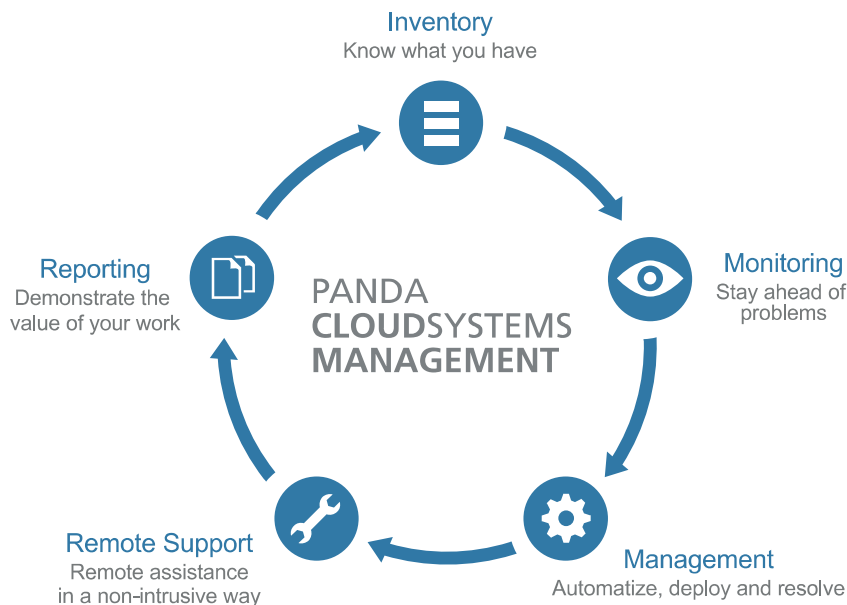 Inventory
Know what you have
Monitoring
Stay ahead of
problems
Management
Automatize, deploy and resolve
Remote Support
Remote assistance
in a non-intrusive way
Reporting
Demonstrate the
value of your work
PANDA
CLOUDSYSTEMS
MANAGEMENT